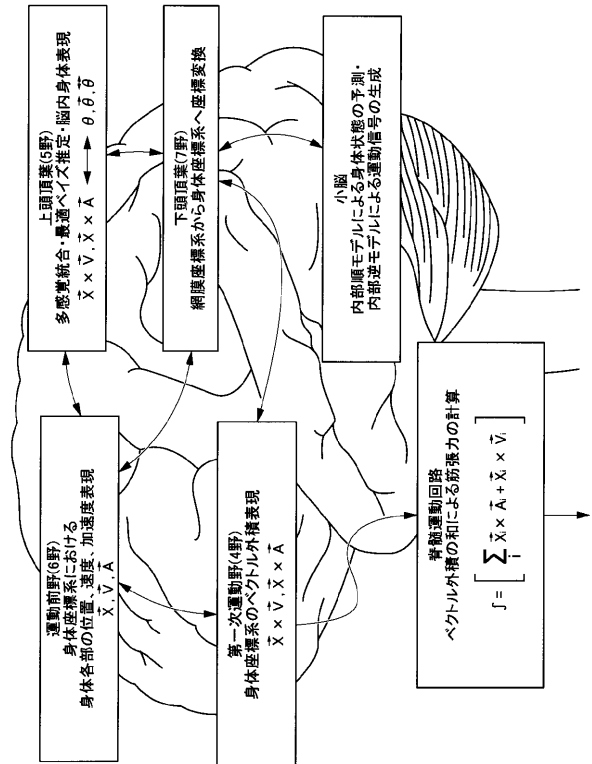 運動前野(6野)
身体座標系における
身体各部の位置、速度、加速度表現
X⃗, V⃗, A⃗
上頭頂葉(5野)
多感覚統合・最適ベイズ推定・脳内身体表現
X⃗ × V⃗, X⃗ × A⃗ ⟷ θ⃗, θ⃗, θ⃗
第一次運動野(4野)
身体座標系のベクトル外積表現
X⃗ × V⃗, X⃗ × A⃗
下頭頂葉(7野)
網膜座標系から身体座標系へ座標変換
小脳
内部順モデルによる身体状態の予測・
内部逆モデルによる運動信号の生成
脊髄運動回路
ベクトル外積の和による筋張力の計算
f = [∑i X⃗i × A⃗i + X⃗i × V⃗i]